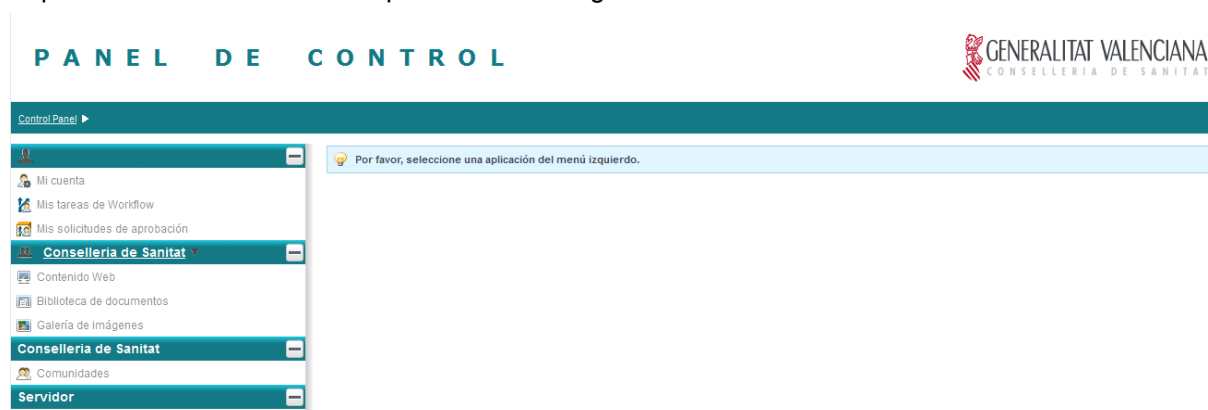 PANEL DE CONTROL
GENERALITAT VALENCIANA
CONSELLERIA DE SANITAT
Control Panel
Por favor, seleccione una aplicación del menú izquierdo.
Mi cuenta
Mis tareas de Workflow
Mis solicitudes de aprobación
Conselleria de Sanitat
Contenido Web
Biblioteca de documentos
Galería de imágenes
Conselleria de Sanitat
Comunidades
Servidor